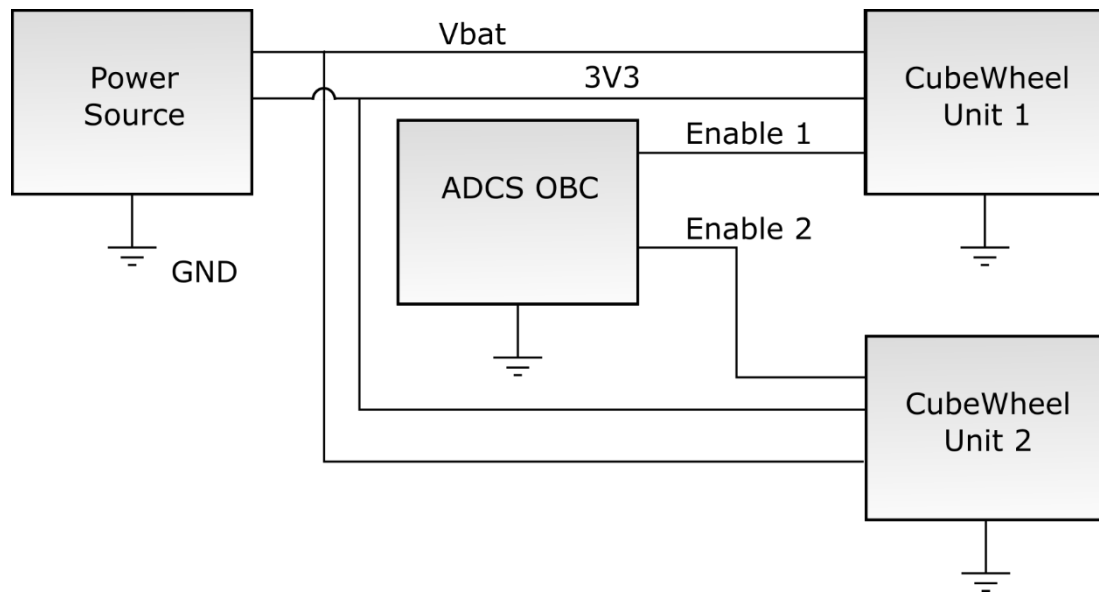 Vbat
Power
Source
3V3
CubeWheel
Unit 1
Enable 1
ADCS OBC
Enable 2
GND
CubeWheel
Unit 2